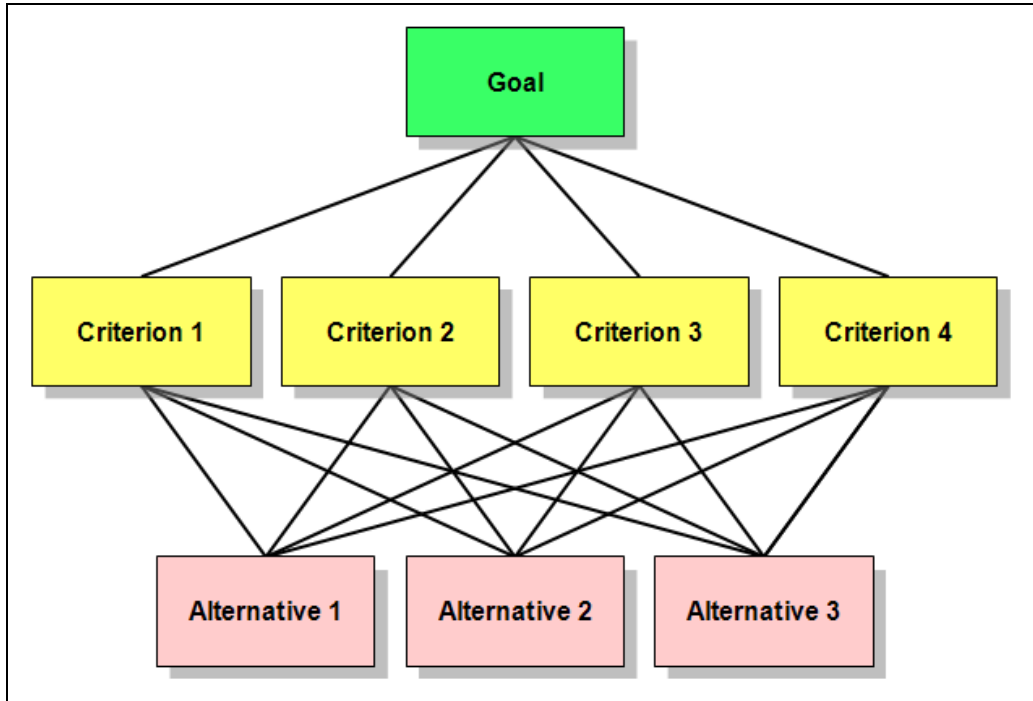 Goal
Criterion 1
Criterion 2
Criterion 3
Criterion 4
Alternative 1
Alternative 2
Alternative 3